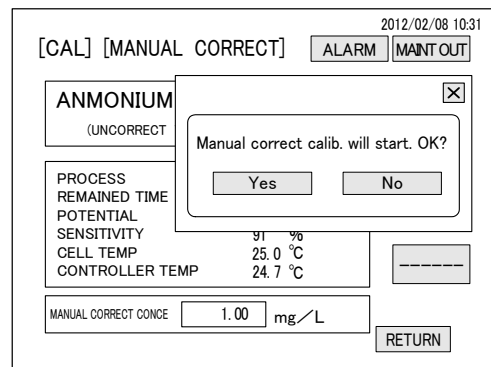 2012/02/08 10:31
[CAL] [MANUAL CORRECT] ALARM MAINT OUT
ANMONIUM
(UNCORRECT
Manual correct calib. will start. OK?
Yes No
PROCESS
REMAINED TIME
POTENTIAL
SENSITIVITY 91 %
CELL TEMP 25.0 ℃
CONTROLLER TEMP 24.7 ℃
------
MANUAL CORRECT CONCE 1.00 mg/L
RETURN